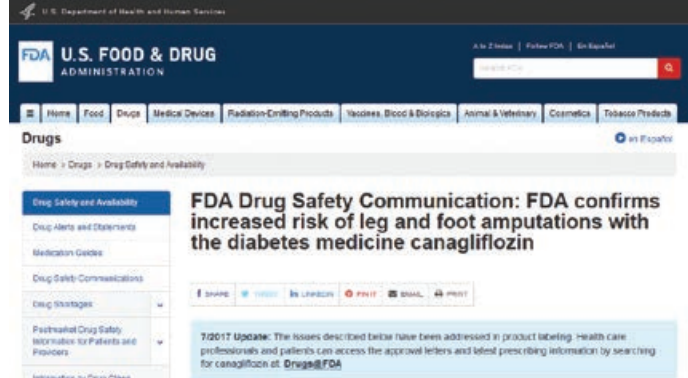 U.S. Department of Health and Human Services
A to Z Index | Follow FDA | En Español
FDA U.S. FOOD & DRUG
ADMINISTRATION
Search FDA
Home Food Drugs Medical Devices Radiation-Emitting Products Vaccines, Blood & Biologics Animal & Veterinary Cosmetics Tobacco Products
Drugs
en Español
Home > Drugs > Drug Safety and Availability
Drug Safety and Availability
Drug Alerts and Statements
Medication Guides
Drug Safety Communications
Drug Shortages
Postmarket Drug Safety
Information for Patients and
Providers
FDA Drug Safety Communication: FDA confirms
increased risk of leg and foot amputations with
the diabetes medicine canagliflozin
SHARE TWEET LINKEDIN PIN IT EMAIL PRINT
7/2017 Update: The issues described below have been addressed in product labeling. Health care
professionals and patients can access the approval letters and latest prescribing information by searching
for canagliflozin at Drugs@FDA